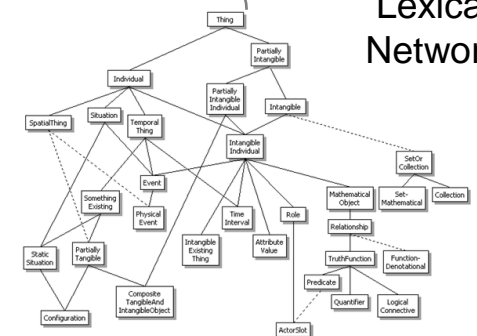 Lexica
Networ
Thing
Partially
Intangible
Individual
Partially
Intangible
Individual
Intangible
SpatialThing
Situation
Temporal
Thing
Intangible
Individual
SetOr
Collection
Event
Something
Existing
Physical
Event
Time
Interval
Role
Mathematical
Object
Set-
Mathematical
Collection
Relationship
Static
Situation
Partially
Tangible
Intangible
Existing
Thing
Attribute
Value
TruthFunction
Function-
Denotational
Predicate
Composite
TangibleAnd
IntangibleObject
Quantifier
Logical
Connective
Configuration
ActorSlot